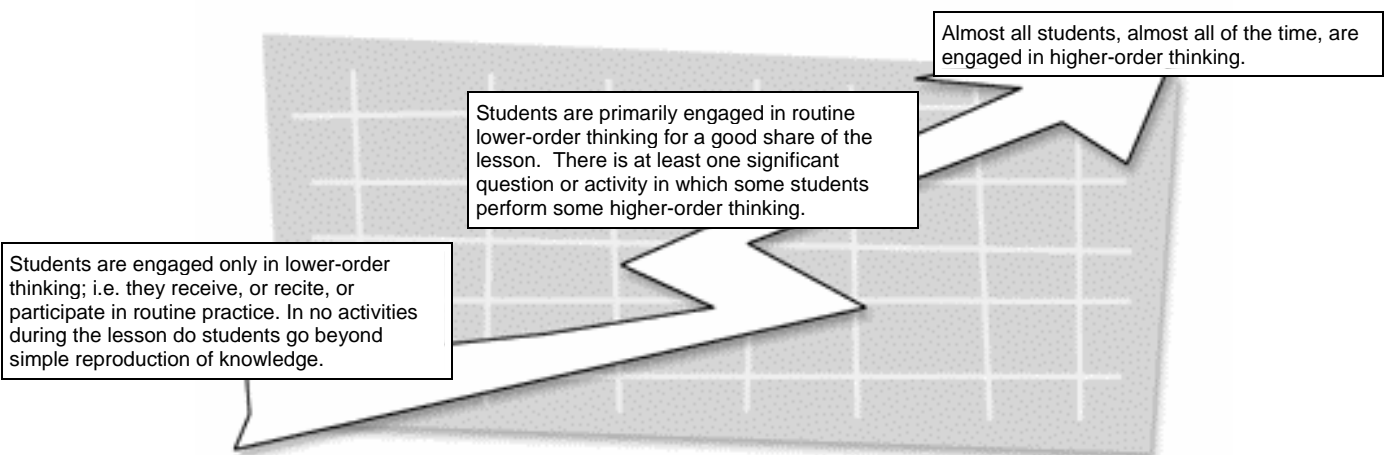 Almost all students, almost all of the time, are
engaged in higher-order thinking.
Students are primarily engaged in routine
lower-order thinking for a good share of the
lesson.  There is at least one significant
question or activity in which some students
perform some higher-order thinking.
Students are engaged only in lower-order
thinking; i.e. they receive, or recite, or
participate in routine practice. In no activities
during the lesson do students go beyond
simple reproduction of knowledge.